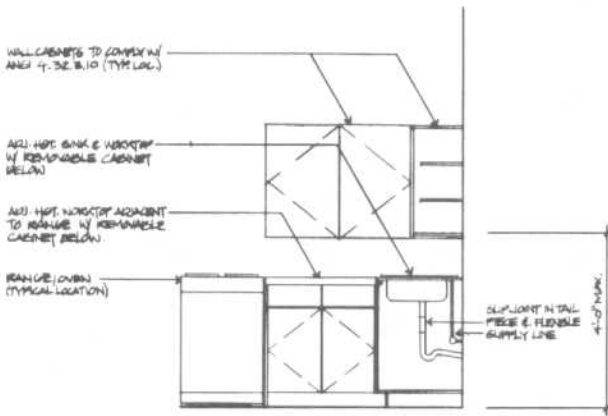 WALL CABINETS TO COMPLY W/
ANSI 4.32.8.10 (TYP. LOC.)
ADJ. HGT. SINK & WORKTOP
W/ REMOVABLE CABINET
BELOW
ADJ. HGT. WORKTOP ADJACENT
TO RANGE W/ REMOVABLE
CABINET BELOW
RANGE/OVEN
(TYPICAL LOCATION)
SLIP JOINT IN TAIL
PIECE & FLEXIBLE
SUPPLY LINE
4'-0" MAX.